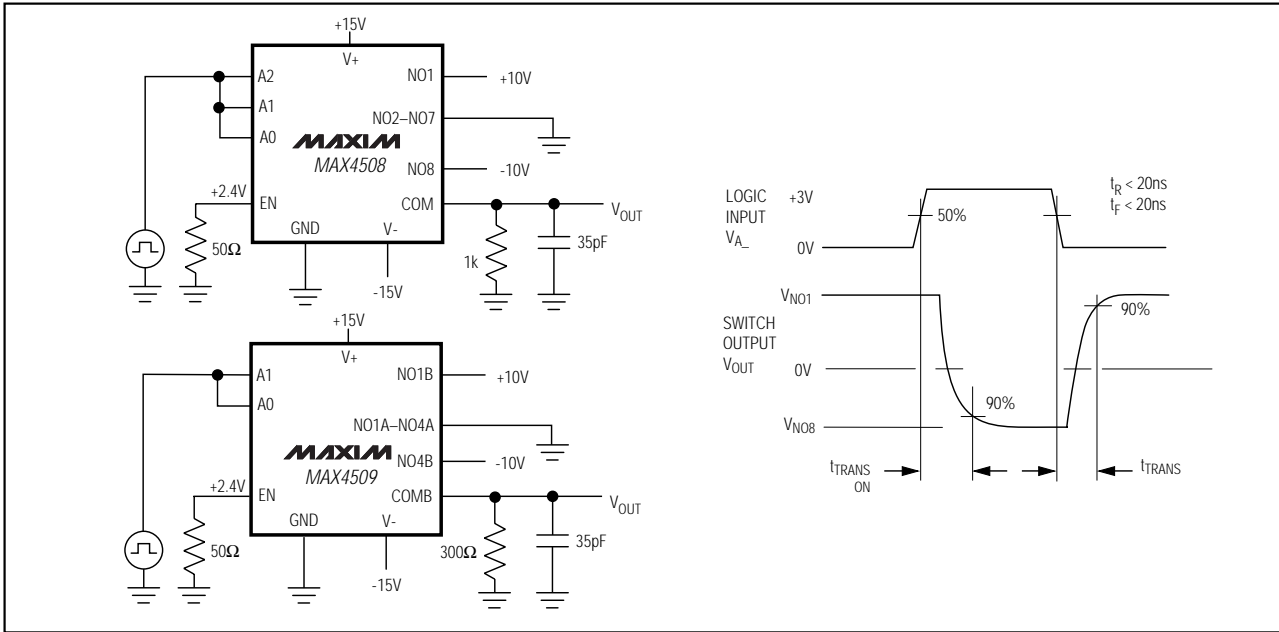 +15V
V+
A2
NO1
+10V
A1
NO2–NO7
A0
MAXIM
MAX4508
NO8
-10V
+2.4V
EN
COM
VOUT
GND
V-
50Ω
1k
35pF
-15V
+15V
V+
A1
NO1B
+10V
A0
NO1A–NO4A
MAXIM
MAX4509
NO4B
-10V
+2.4V
EN
COMB
VOUT
GND
V-
50Ω
300Ω
35pF
-15V
LOGIC
INPUT
VA_
+3V
50%
0V
tR < 20ns
tF < 20ns
VNO1
SWITCH
OUTPUT
VOUT
0V
90%
90%
VNO8
tTRANS
ON
tTRANS